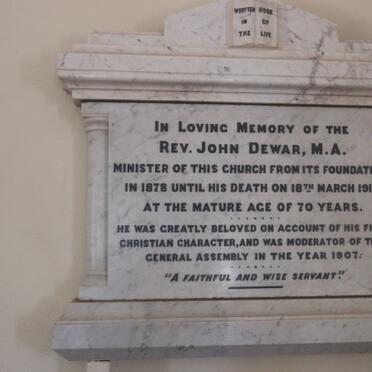 WRITTEN BOOK
IN OF
THE LIFE
IN LOVING MEMORY OF THE
REV. JOHN DEWAR, M.A.
MINISTER OF THIS CHURCH FROM ITS FOUNDAT
IN 1878 UNTIL HIS DEATH ON 18TH MARCH 191
AT THE MATURE AGE OF 70 YEARS.
HE WAS GREATLY BELOVED ON ACCOUNT OF HIS FI
CHRISTIAN CHARACTER, AND WAS MODERATOR OF T
GENERAL ASSEMBLY IN THE YEAR 1907.
"A FAITHFUL AND WISE SERVANT."